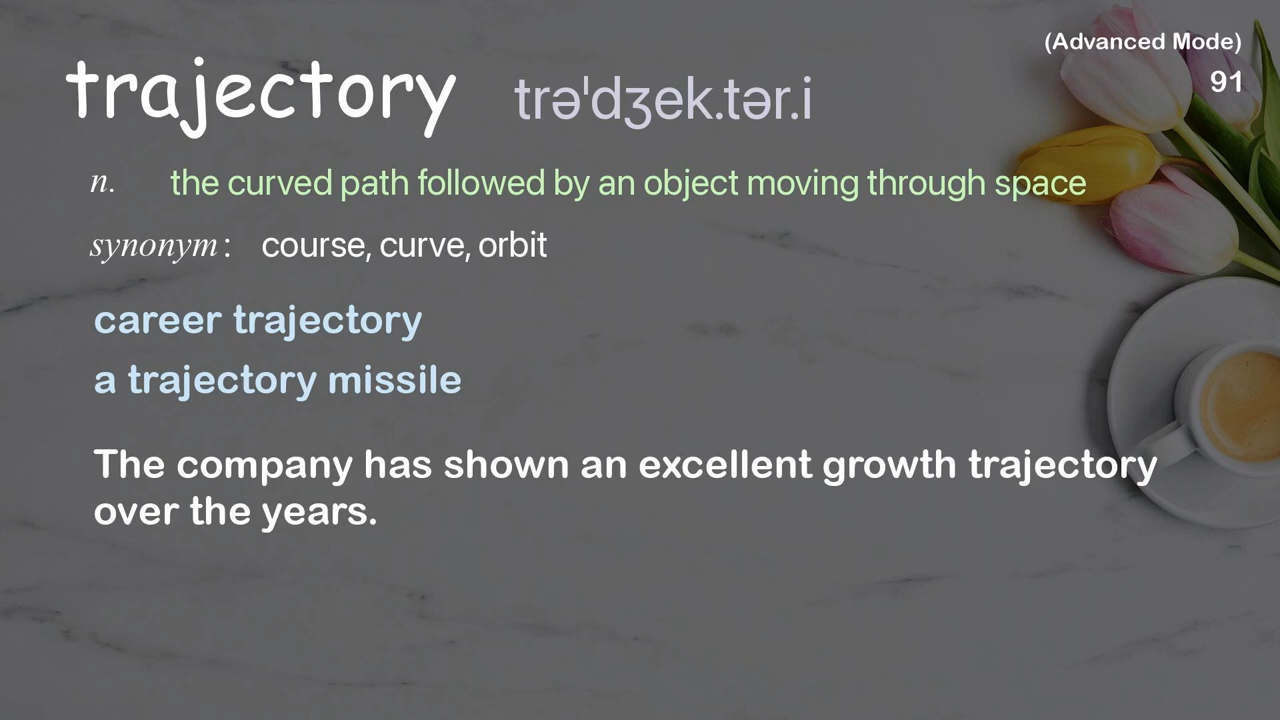 (Advanced Mode)
91
trajectory trəˈdʒek.tər.i
n. the curved path followed by an object moving through space
synonym: course, curve, orbit
career trajectory
a trajectory missile
The company has shown an excellent growth trajectory
over the years.